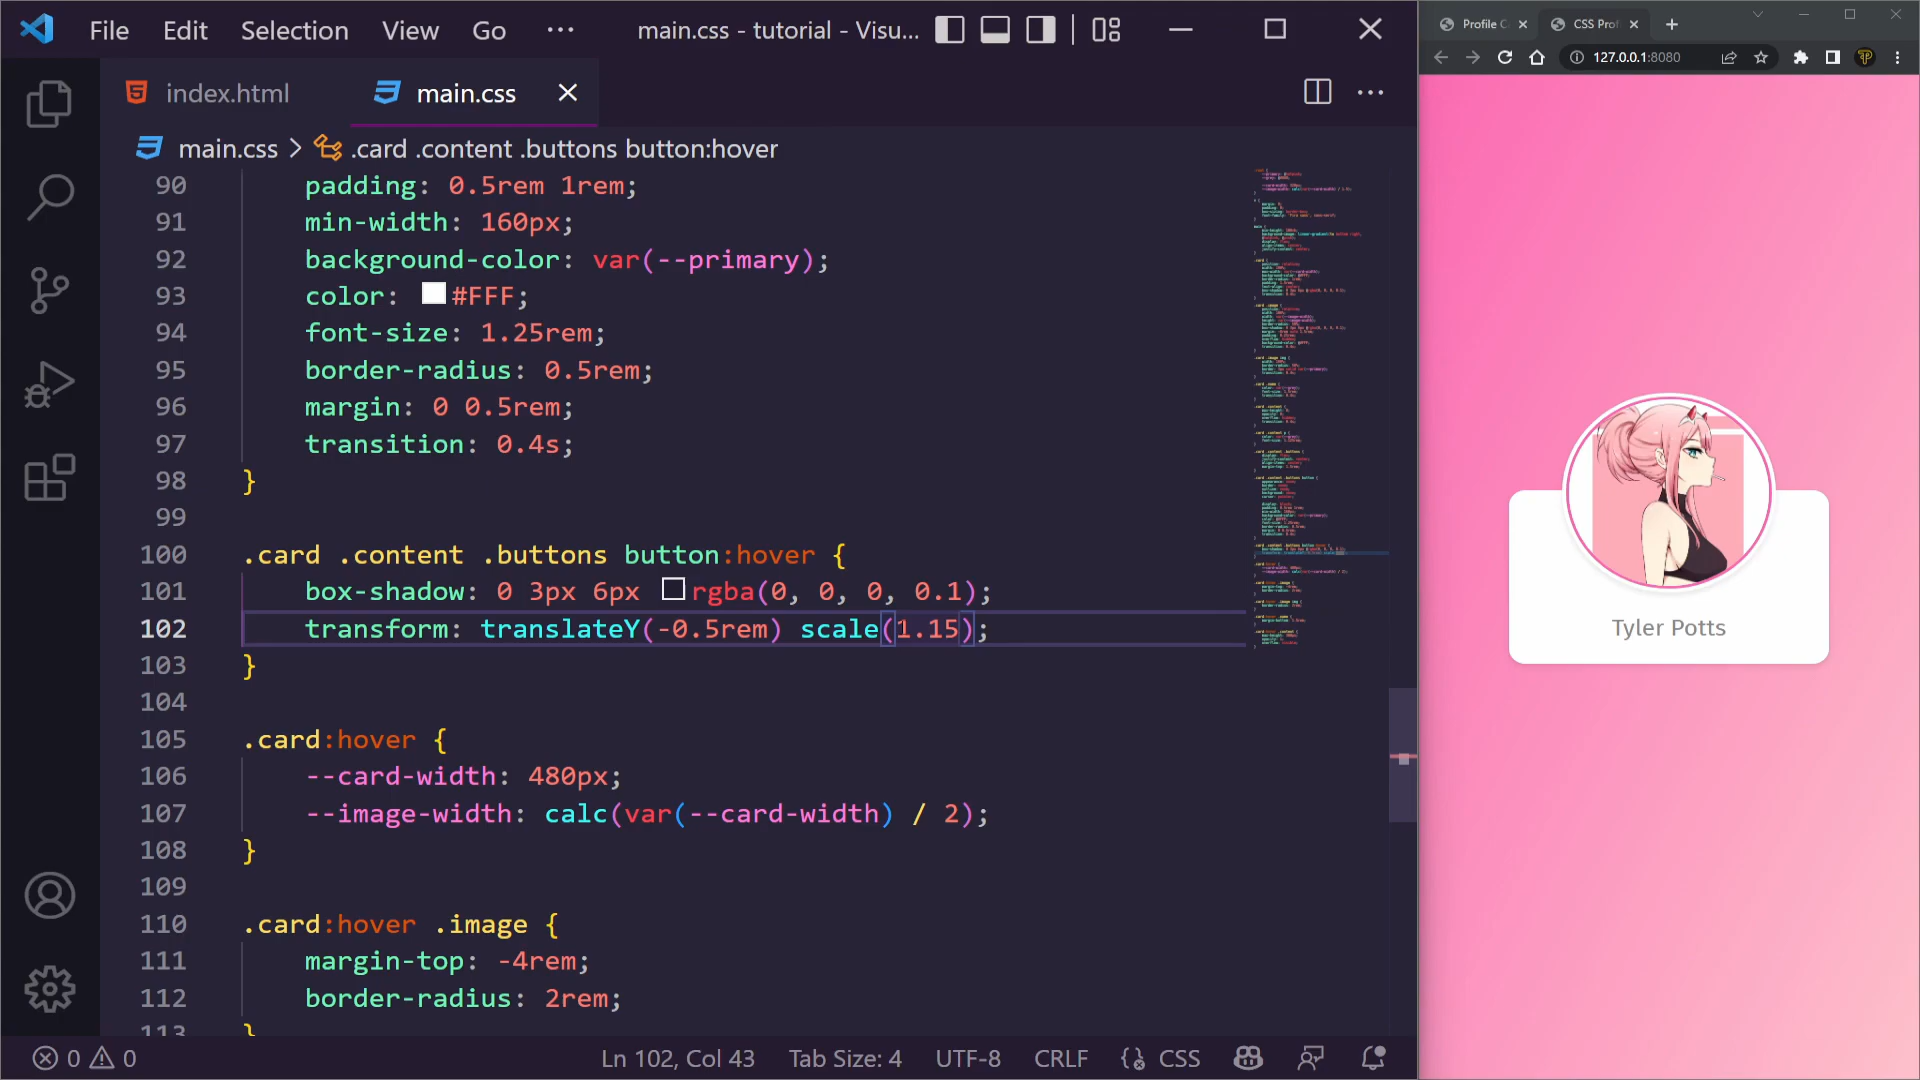 File Edit Selection View Go ··· main.css - tutorial - Visu...
index.html main.css
main.css > .card .content .buttons button:hover
90 padding: 0.5rem 1rem;
91 min-width: 160px;
92 background-color: var(--primary);
93 color: #FFF;
94 font-size: 1.25rem;
95 border-radius: 0.5rem;
96 margin: 0 0.5rem;
97 transition: 0.4s;
98 }
99
100 .card .content .buttons button:hover {
101 box-shadow: 0 3px 6px rgba(0, 0, 0, 0.1);
102 transform: translateY(-0.5rem) scale(1.15);
103 }
104
105 .card:hover {
106 --card-width: 480px;
107 --image-width: calc(var(--card-width) / 2);
108 }
109
110 .card:hover .image {
111 margin-top: -4rem;
112 border-radius: 2rem;
113 }
0 0 Ln 102, Col 43 Tab Size: 4 UTF-8 CRLF {} CSS
Profile C CSS Prof
127.0.0.1:8080
Tyler Potts